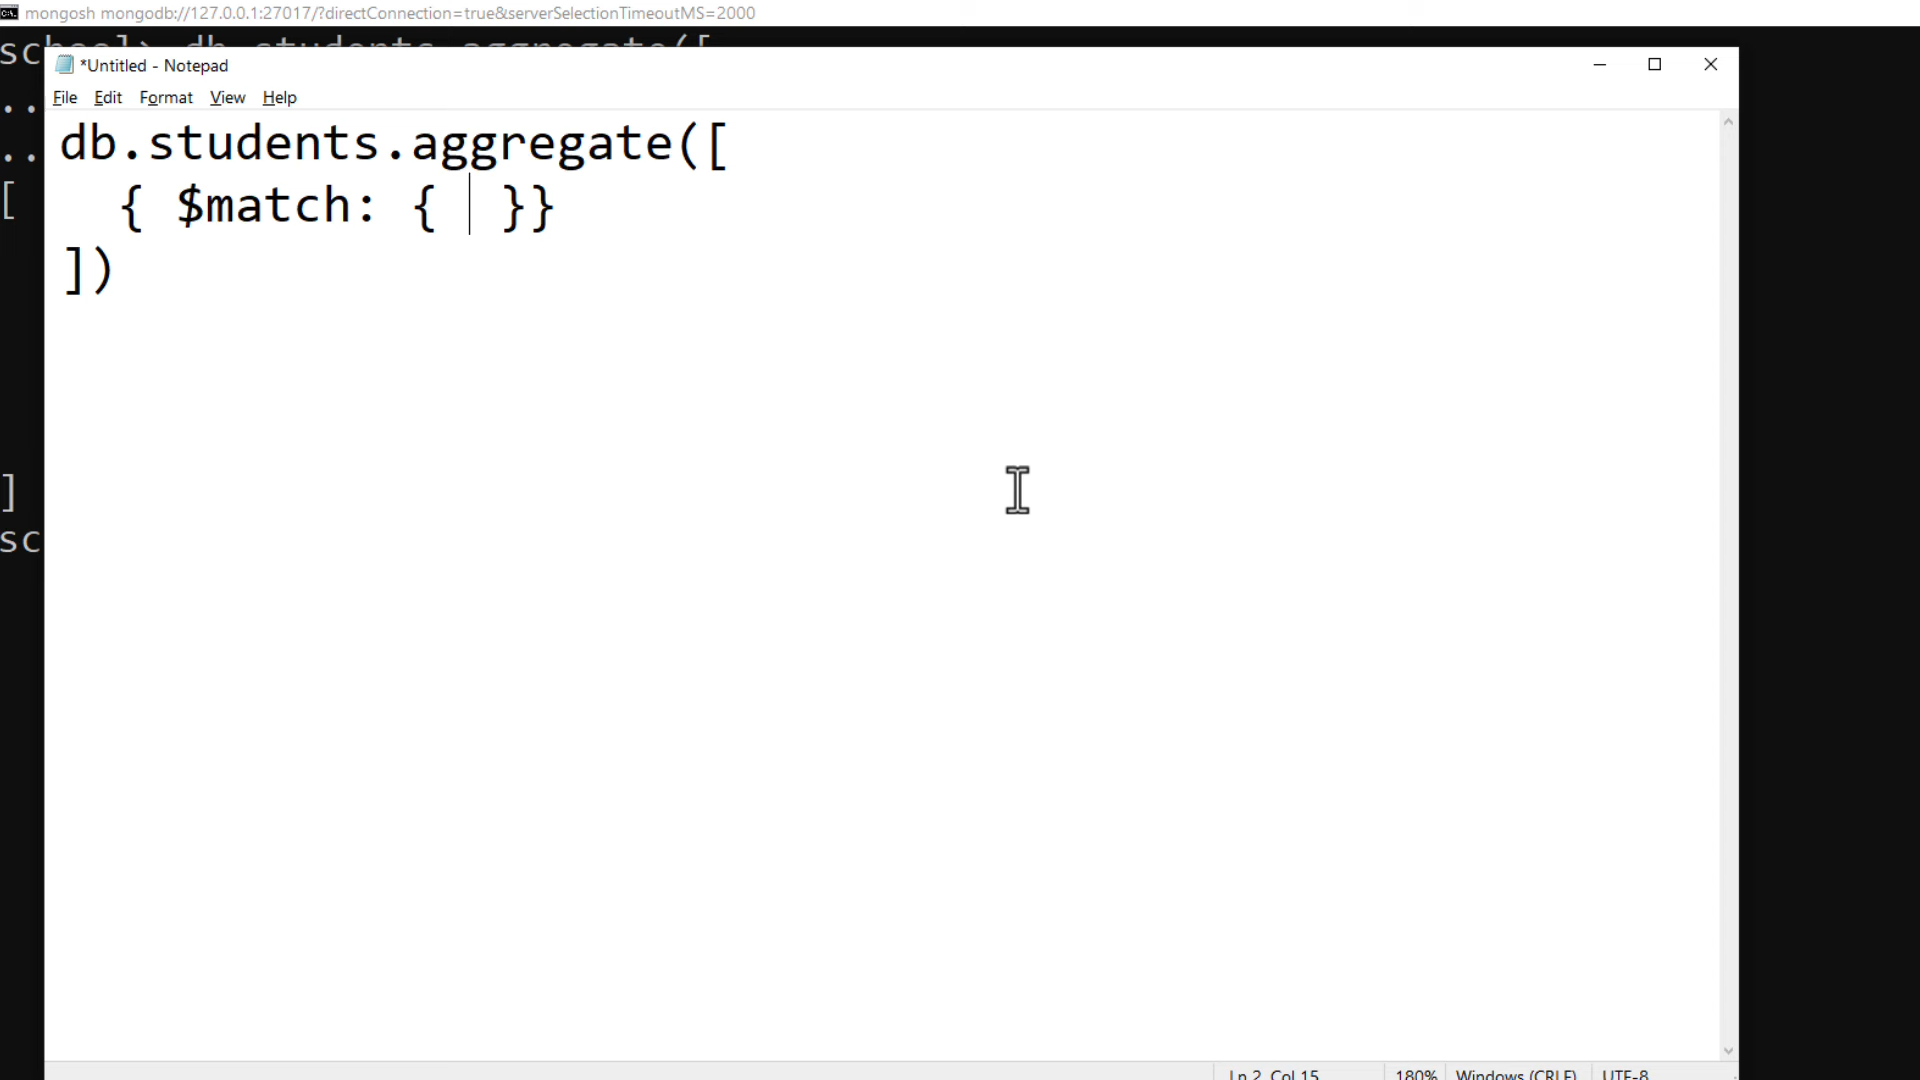 mongosh mongodb://127.0.0.1:27017/?directConnection=true&serverSelectionTimeoutMS=2000
*Untitled - Notepad
File Edit Format View Help
db.students.aggregate([
{ $match: { }}
])
[
]
sc
Ln 2, Col 15 180% Windows (CRLF) UTF-8